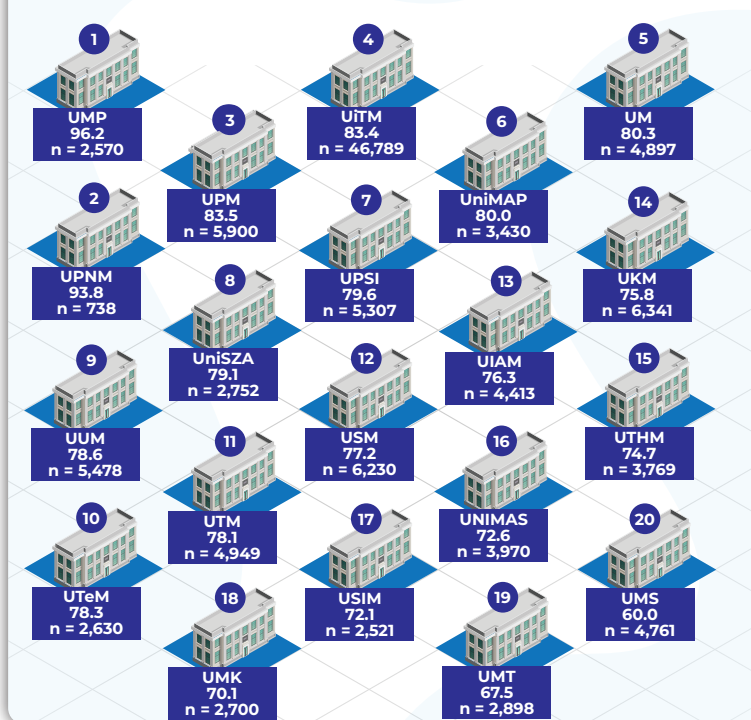 1
UMP
96.2
n = 2,570
2
UPNM
93.8
n = 738
3
UPM
83.5
n = 5,900
4
UiTM
83.4
n = 46,789
5
UM
80.3
n = 4,897
6
UniMAP
80.0
n = 3,430
7
UPSI
79.6
n = 5,307
8
UniSZA
79.1
n = 2,752
9
UUM
78.6
n = 5,478
10
UTeM
78.3
n = 2,630
11
UTM
78.1
n = 4,949
12
USM
77.2
n = 6,230
13
UIAM
76.3
n = 4,413
14
UKM
75.8
n = 6,341
15
UTHM
74.7
n = 3,769
16
UNIMAS
72.6
n = 3,970
17
USIM
72.1
n = 2,521
18
UMK
70.1
n = 2,700
19
UMT
67.5
n = 2,898
20
UMS
60.0
n = 4,761